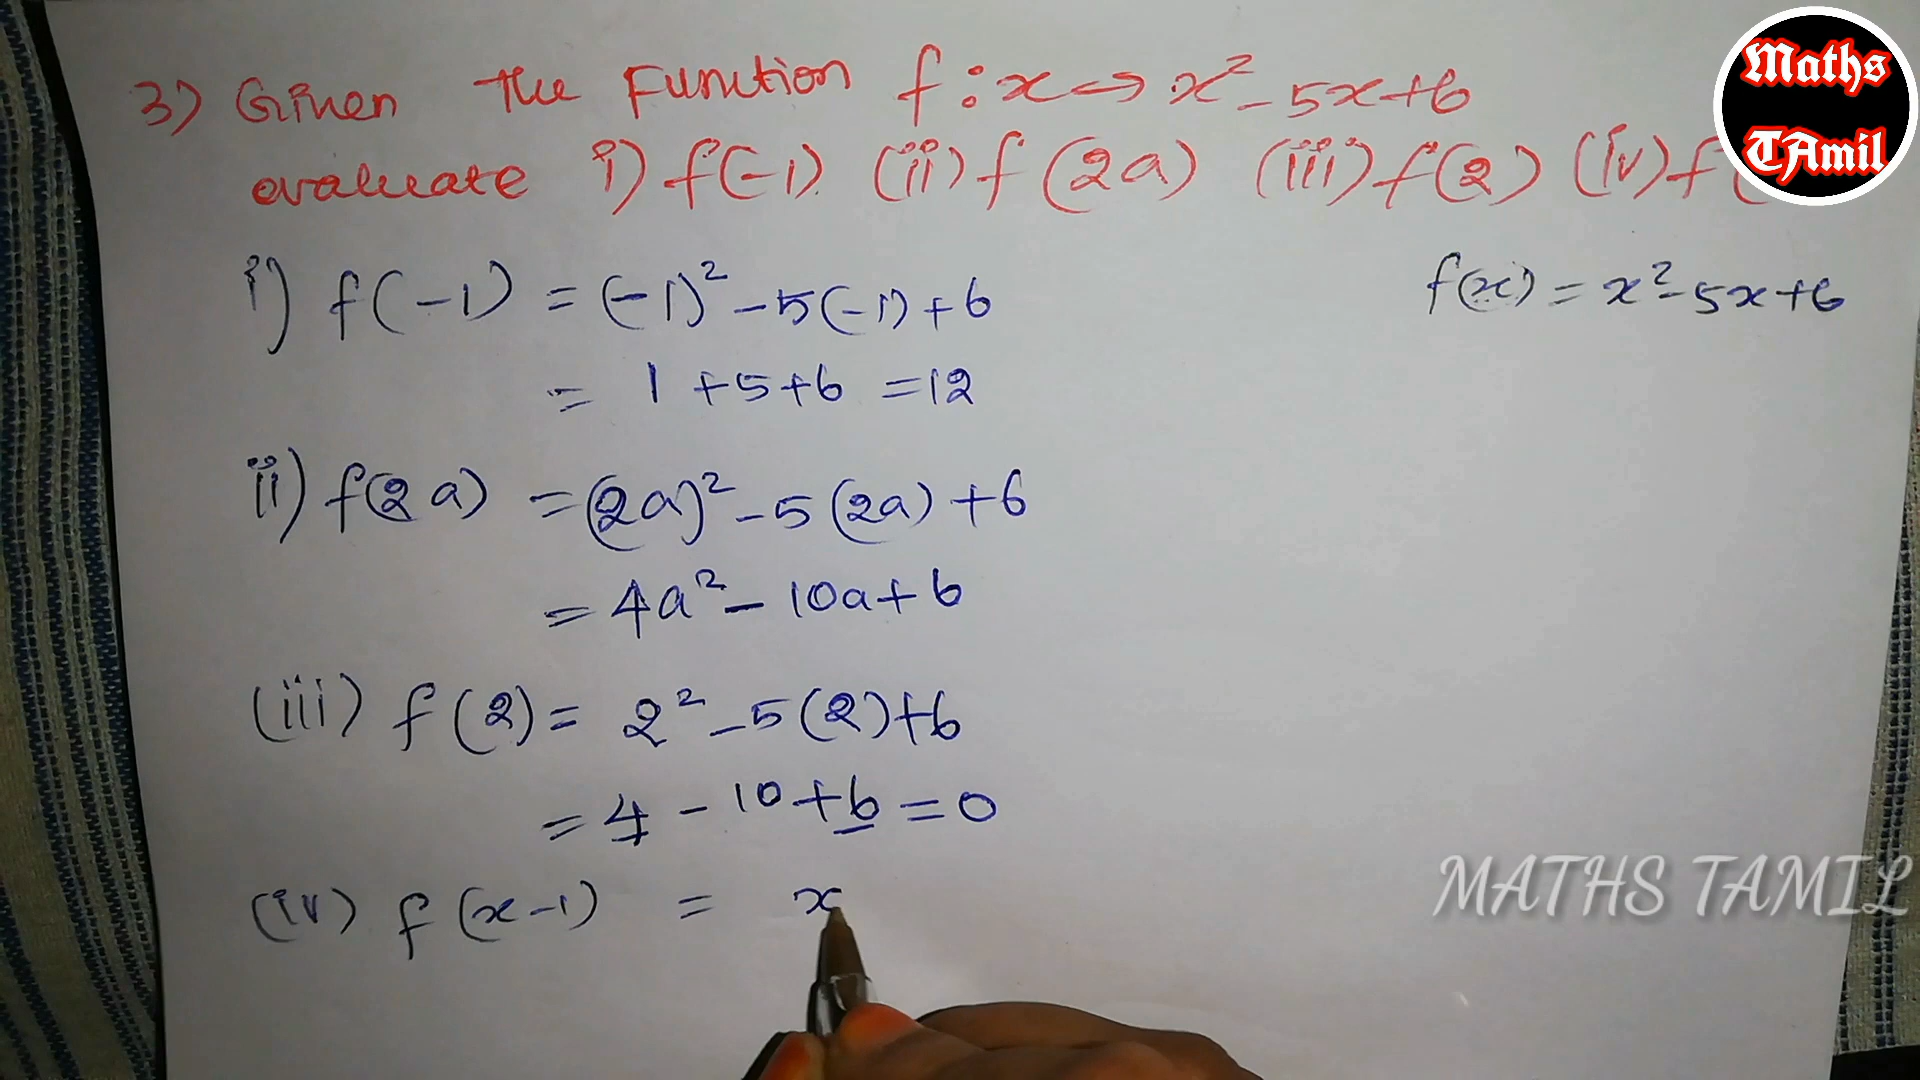 3) Given the Function f : x → x² - 5x + 6
evaluate i) f(-1) (ii) f(2a) (iii) f(2) (iv) f(
Maths
TAmil
f(x) = x² - 5x + 6
i) f(-1) = (-1)² - 5(-1) + 6
= 1 + 5 + 6 = 12
ii) f(2a) = (2a)² - 5(2a) + 6
= 4a² - 10a + 6
(iii) f(2) = 2² - 5(2) + 6
= 4 - 10 + 6 = 0
(iv) f(x-1) = x
MATHS TAMIL